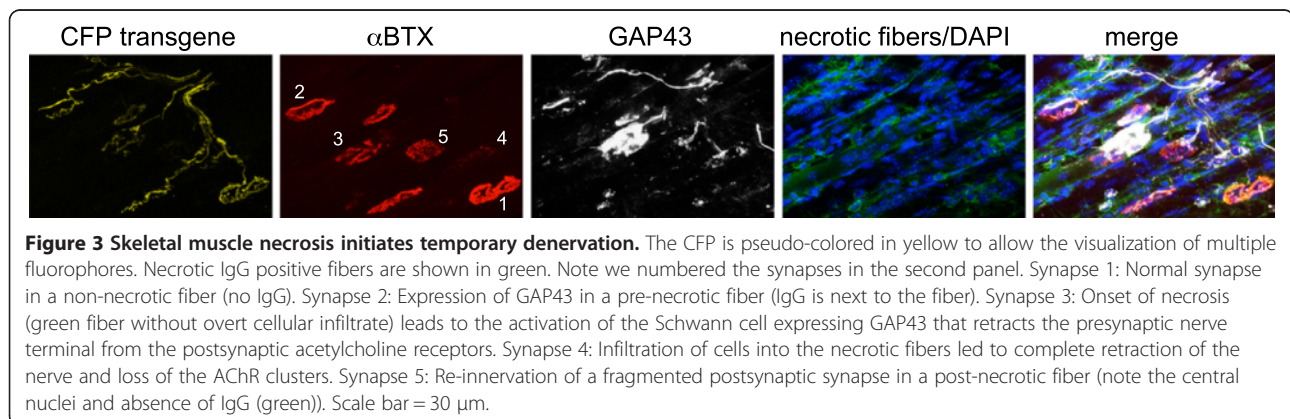 CFP transgene αBTX GAP43 necrotic fibers/DAPI merge
2
3
5
4
1
Figure 3 Skeletal muscle necrosis initiates temporary denervation. The CFP is pseudo-colored in yellow to allow the visualization of multiple
fluorophores. Necrotic IgG positive fibers are shown in green. Note we numbered the synapses in the second panel. Synapse 1: Normal synapse
in a non-necrotic fiber (no IgG). Synapse 2: Expression of GAP43 in a pre-necrotic fiber (IgG is next to the fiber). Synapse 3: Onset of necrosis
(green fiber without overt cellular infiltrate) leads to the activation of the Schwann cell expressing GAP43 that retracts the presynaptic nerve
terminal from the postsynaptic acetylcholine receptors. Synapse 4: Infiltration of cells into the necrotic fibers led to complete retraction of the
nerve and loss of the AChR clusters. Synapse 5: Re-innervation of a fragmented postsynaptic synapse in a post-necrotic fiber (note the central
nuclei and absence of IgG (green)). Scale bar = 30 μm.